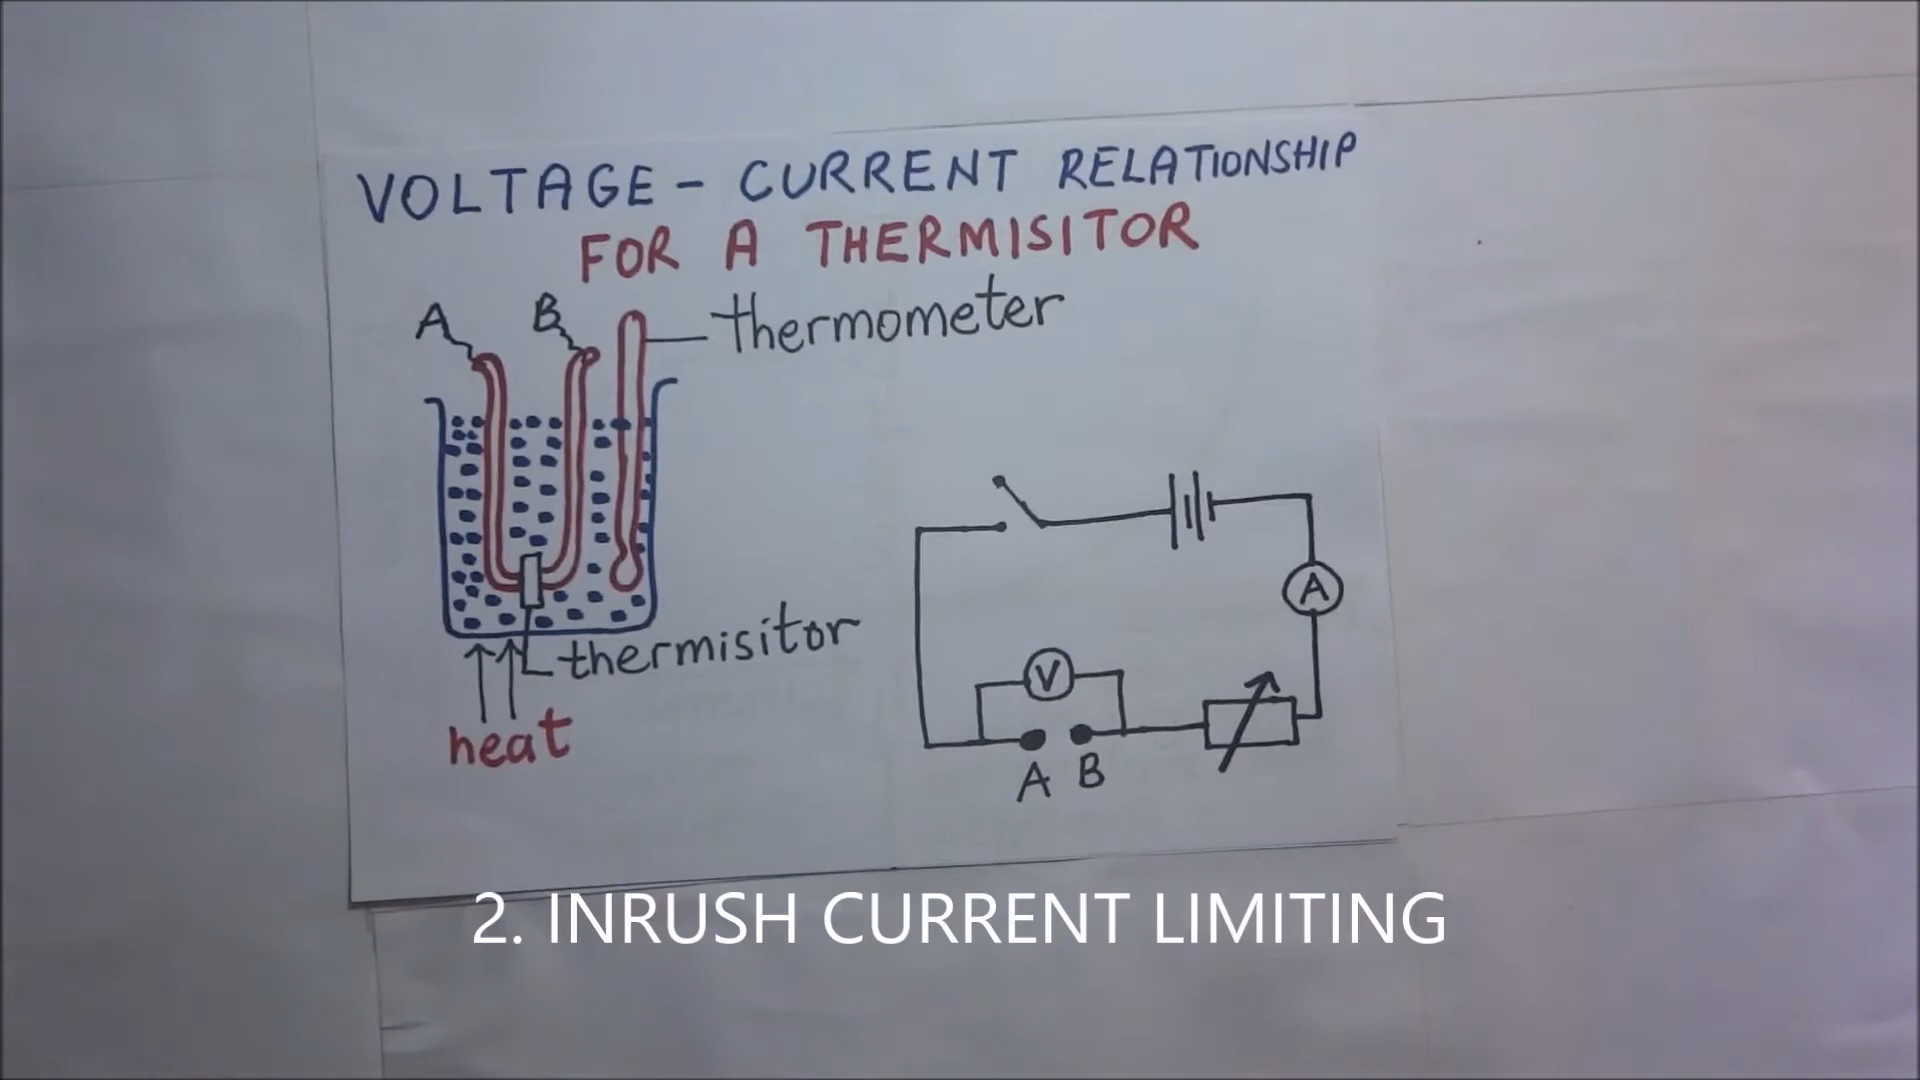 VOLTAGE - CURRENT RELATIONSHIP
FOR A THERMISITOR
A B thermometer
thermisitor
heat
A
V
A B
2. INRUSH CURRENT LIMITING